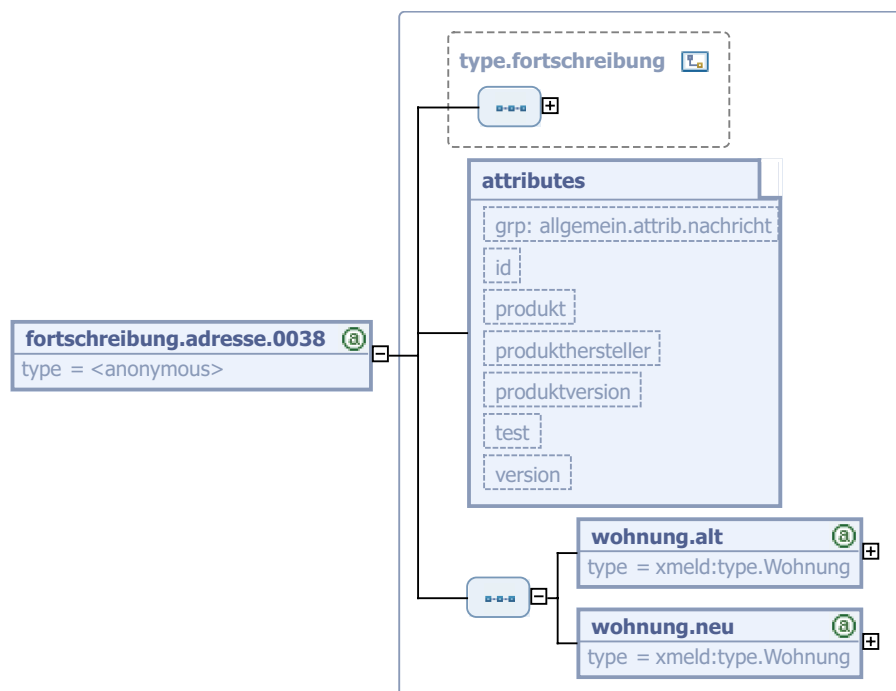 type.fortschreibung
attributes
grp: allgemein.attrib.nachricht
id
produkt
fortschreibung.adresse.0038
type = <anonymous>
produkthersteller
produktversion
test
version
wohnung.alt
type = xmeld:type.Wohnung
wohnung.neu
type = xmeld:type.Wohnung